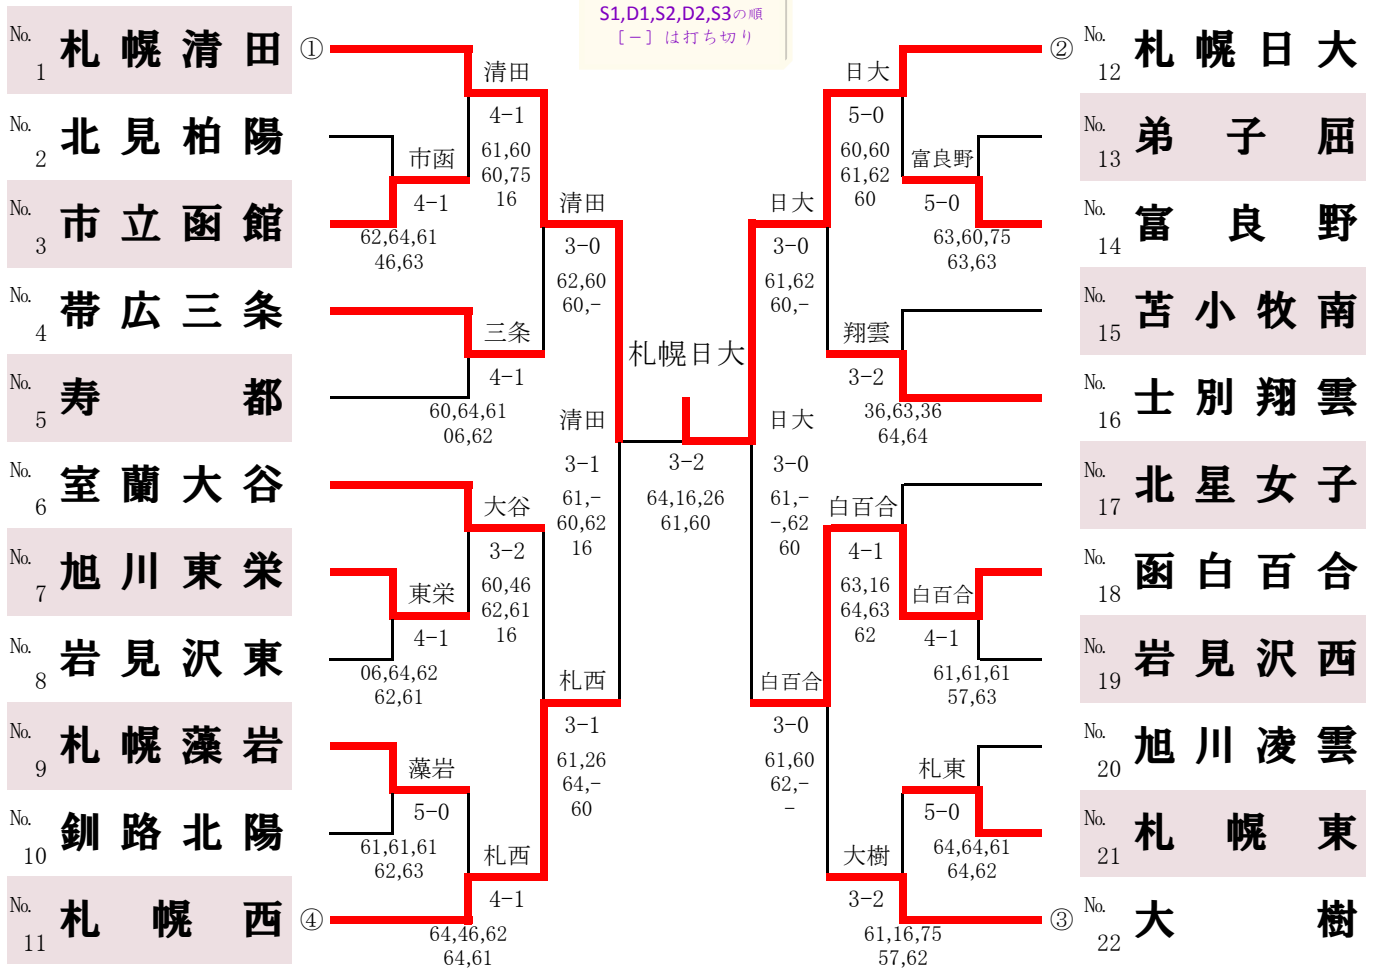 S1,D1,S2,D2,S3の順
[－] は打ち切り
No. 1 札幌清田 ①
No. 2 北見柏陽
No. 3 市立函館
No. 4 帯広三条
No. 5 寿都
No. 6 室蘭大谷
No. 7 旭川東栄
No. 8 岩見沢東
No. 9 札幌藻岩
No. 10 釧路北陽
No. 11 札幌西 ④
市函
4-1
62,64,61
46,63
東栄
4-1
06,64,62
62,61
藻岩
5-0
61,61,61
62,63
清田
4-1
61,60
60,75
16
三条
4-1
60,64,61
06,62
大谷
3-2
60,46
62,61
16
札西
4-1
64,46,62
64,61
清田
3-0
62,60
60,-
札西
3-1
61,26
64,-
60
清田
3-1
61,-
60,62
16
札幌日大
3-2
64,16,26
61,60
日大
3-0
61,-
-,62
60
日大
3-0
61,62
60,-
白百合
3-0
61,60
62,-
-
日大
5-0
60,60
61,62
60
翔雲
3-2
36,63,36
64,64
白百合
4-1
63,16
64,63
62
大樹
3-2
61,16,75
57,62
富良野
5-0
63,60,75
63,63
白百合
4-1
61,61,61
57,63
札東
5-0
64,64,61
64,62
② No. 12 札幌日大
No. 13 弟子屈
No. 14 富良野
No. 15 苫小牧南
No. 16 士別翔雲
No. 17 北星女子
No. 18 函白百合
No. 19 岩見沢西
No. 20 旭川凌雲
No. 21 札幌東
③ No. 22 大樹